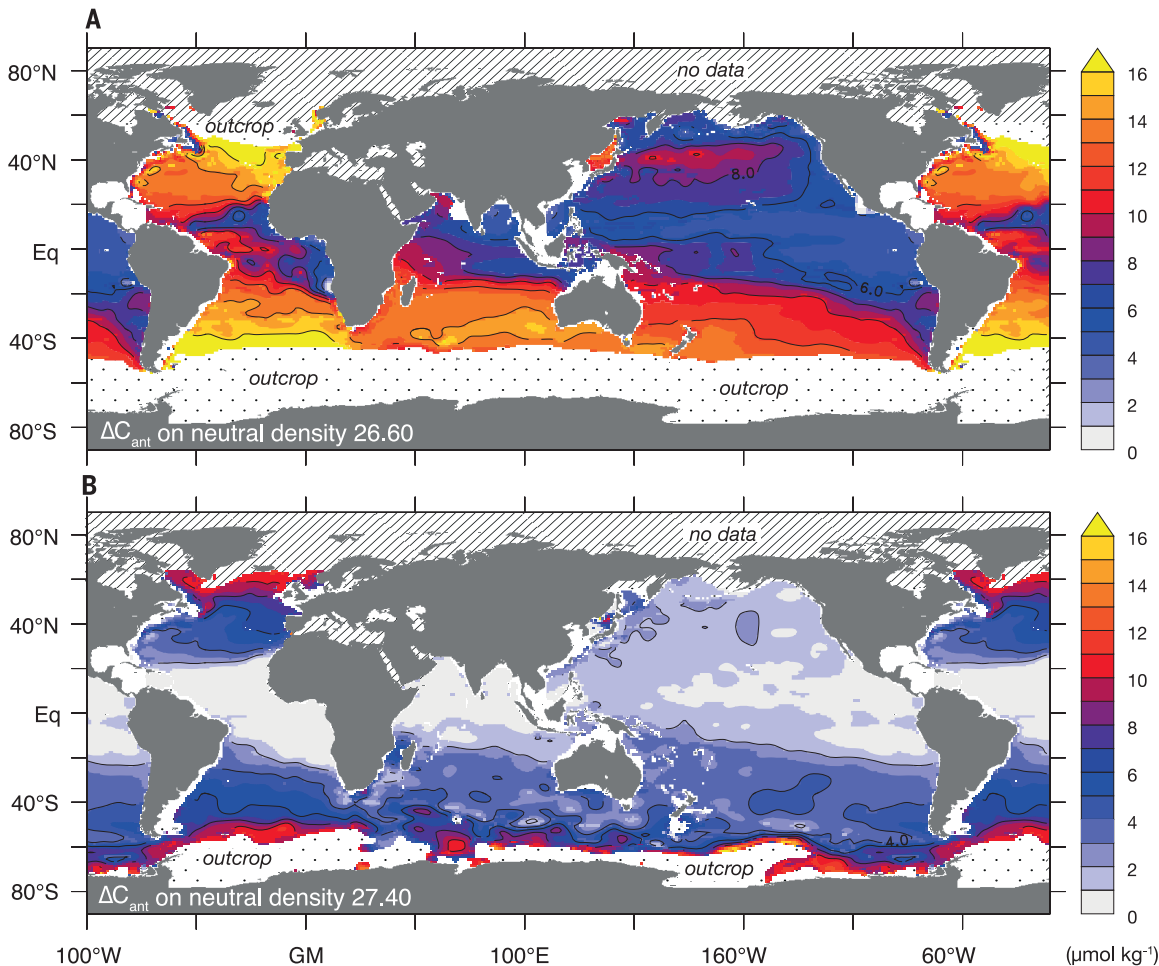 A
80°N
40°N
Eq
40°S
80°S
no data
outcrop
8.0
6.0
outcrop
outcrop
ΔC_ant on neutral density 26.60
16
14
12
10
8
6
4
2
0
B
80°N
40°N
Eq
40°S
80°S
no data
4.0
outcrop
outcrop
ΔC_ant on neutral density 27.40
16
14
12
10
8
6
4
2
0
100°W
GM
100°E
160°W
60°W
(μmol kg⁻¹)